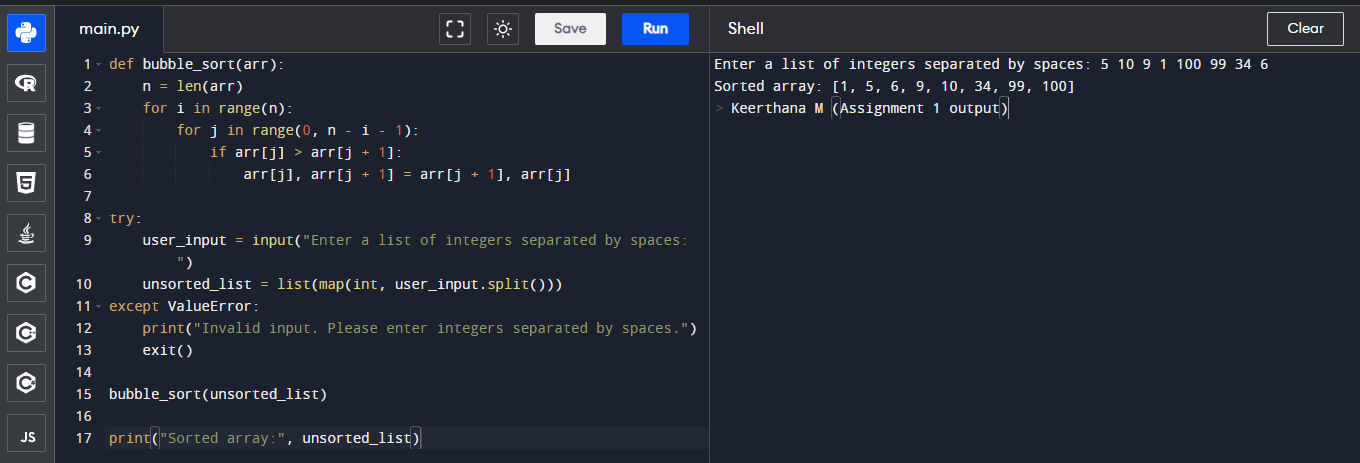 main.py
Save
Run
Shell
Clear
1 def bubble_sort(arr):
2     n = len(arr)
3     for i in range(n):
4         for j in range(0, n - i - 1):
5             if arr[j] > arr[j + 1]:
6                 arr[j], arr[j + 1] = arr[j + 1], arr[j]
7
8 try:
9     user_input = input("Enter a list of integers separated by spaces:
        ")
10     unsorted_list = list(map(int, user_input.split()))
11 except ValueError:
12     print("Invalid input. Please enter integers separated by spaces.")
13     exit()
14
15 bubble_sort(unsorted_list)
16
17 print("Sorted array:", unsorted_list)
Enter a list of integers separated by spaces: 5 10 9 1 100 99 34 6
Sorted array: [1, 5, 6, 9, 10, 34, 99, 100]
> Keerthana M (Assignment 1 output)
R
5
C
C++
C#
JS